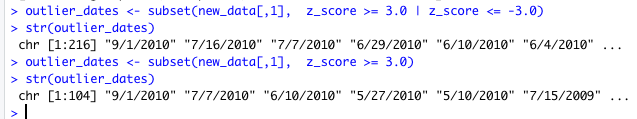 > outlier_dates <- subset(new_data[,1],  z_score >= 3.0 | z_score <= -3.0)
> str(outlier_dates)
 chr [1:216] "9/1/2010" "7/16/2010" "7/7/2010" "6/29/2010" "6/10/2010" "6/4/2010" ...
> outlier_dates <- subset(new_data[,1],  z_score >= 3.0)
> str(outlier_dates)
 chr [1:104] "9/1/2010" "7/7/2010" "6/10/2010" "5/27/2010" "5/10/2010" "7/15/2009" ...
>